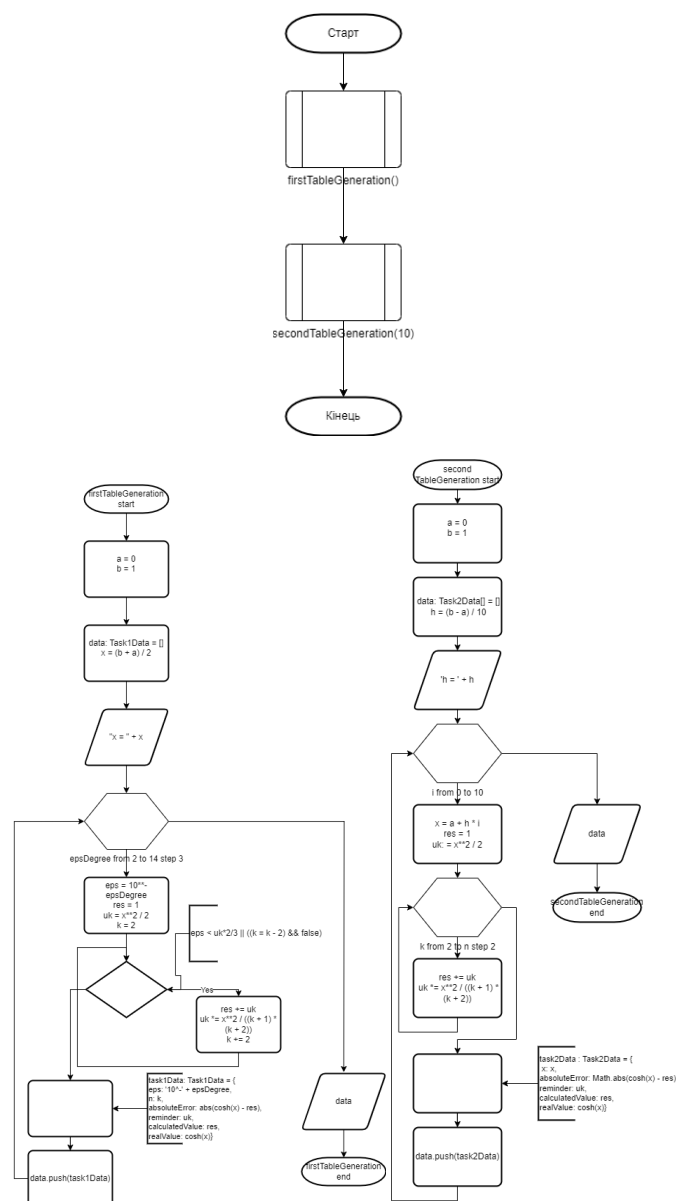 Старт
firstTableGeneration()
secondTableGeneration(10)
Кінець
firstTableGeneration
start
a = 0
b = 1
data: Task1Data = []
x = (b + a) / 2
"x = " + x
epsDegree from 2 to 14 step 3
eps = 10**-
epsDegree
res = 1
uk = x**2 / 2
k = 2
eps < uk*2/3 || ((k = k - 2) && false)
Yes
res += uk
uk *= x**2 / ((k + 1) *
(k + 2))
k += 2
task1Data: Task1Data = {
eps: '10^-' + epsDegree,
n: k,
absoluteError: abs(cosh(x) - res),
reminder: uk,
calculatedValue: res,
realValue: cosh(x)}
data.push(task1Data)
data
firstTableGeneration
end
second
TableGeneration start
a = 0
b = 1
data: Task2Data[] = []
h = (b - a) / 10
'h = ' + h
i from 0 to 10
x = a + h * i
res = 1
uk: = x**2 / 2
k from 2 to n step 2
res += uk
uk *= x**2 / ((k + 1) *
(k + 2))
task2Data : Task2Data = {
x: x,
absoluteError: Math.abs(cosh(x) - res)
reminder: uk,
calculatedValue: res,
realValue: cosh(x)}
data.push(task2Data)
data
secondTableGeneration
end